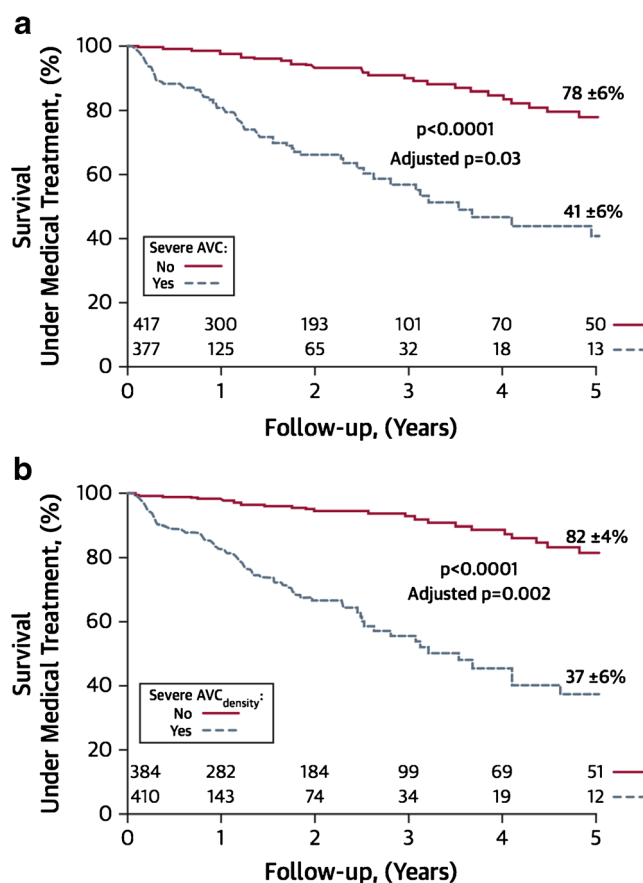 a
Survival
Under Medical Treatment, (%)
100
80
60
40
20
0
78 ±6%
p<0.0001
Adjusted p=0.03
41 ±6%
Severe AVC:
No
Yes
417 300 193 101 70 50
377 125 65 32 18 13
0 1 2 3 4 5
Follow-up, (Years)
b
Survival
Under Medical Treatment, (%)
100
80
60
40
20
0
82 ±4%
p<0.0001
Adjusted p=0.002
37 ±6%
Severe AVCdensity:
No
Yes
384 282 184 99 69 51
410 143 74 34 19 12
0 1 2 3 4 5
Follow-up, (Years)